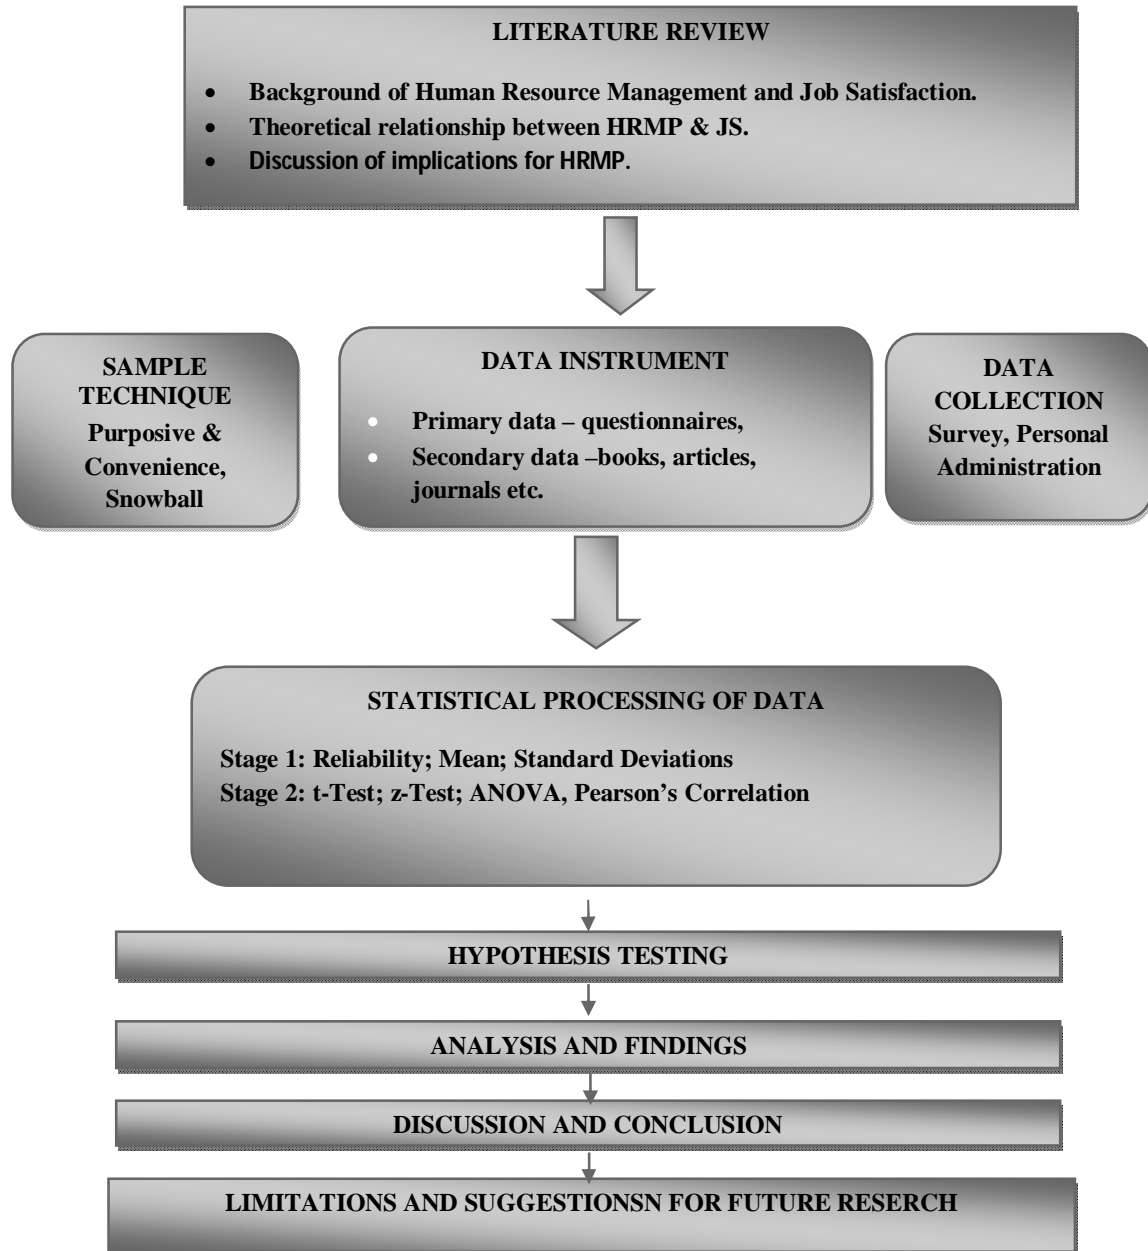 LITERATURE REVIEW
• Background of Human Resource Management and Job Satisfaction.
• Theoretical relationship between HRMP & JS.
• Discussion of implications for HRMP.
SAMPLE
TECHNIQUE
Purposive &
Convenience,
Snowball
DATA INSTRUMENT
• Primary data – questionnaires,
• Secondary data –books, articles,
journals etc.
DATA
COLLECTION
Survey, Personal
Administration
STATISTICAL PROCESSING OF DATA
Stage 1: Reliability; Mean; Standard Deviations
Stage 2: t-Test; z-Test; ANOVA, Pearson’s Correlation
HYPOTHESIS TESTING
ANALYSIS AND FINDINGS
DISCUSSION AND CONCLUSION
LIMITATIONS AND SUGGESTIONSN FOR FUTURE RESERCH